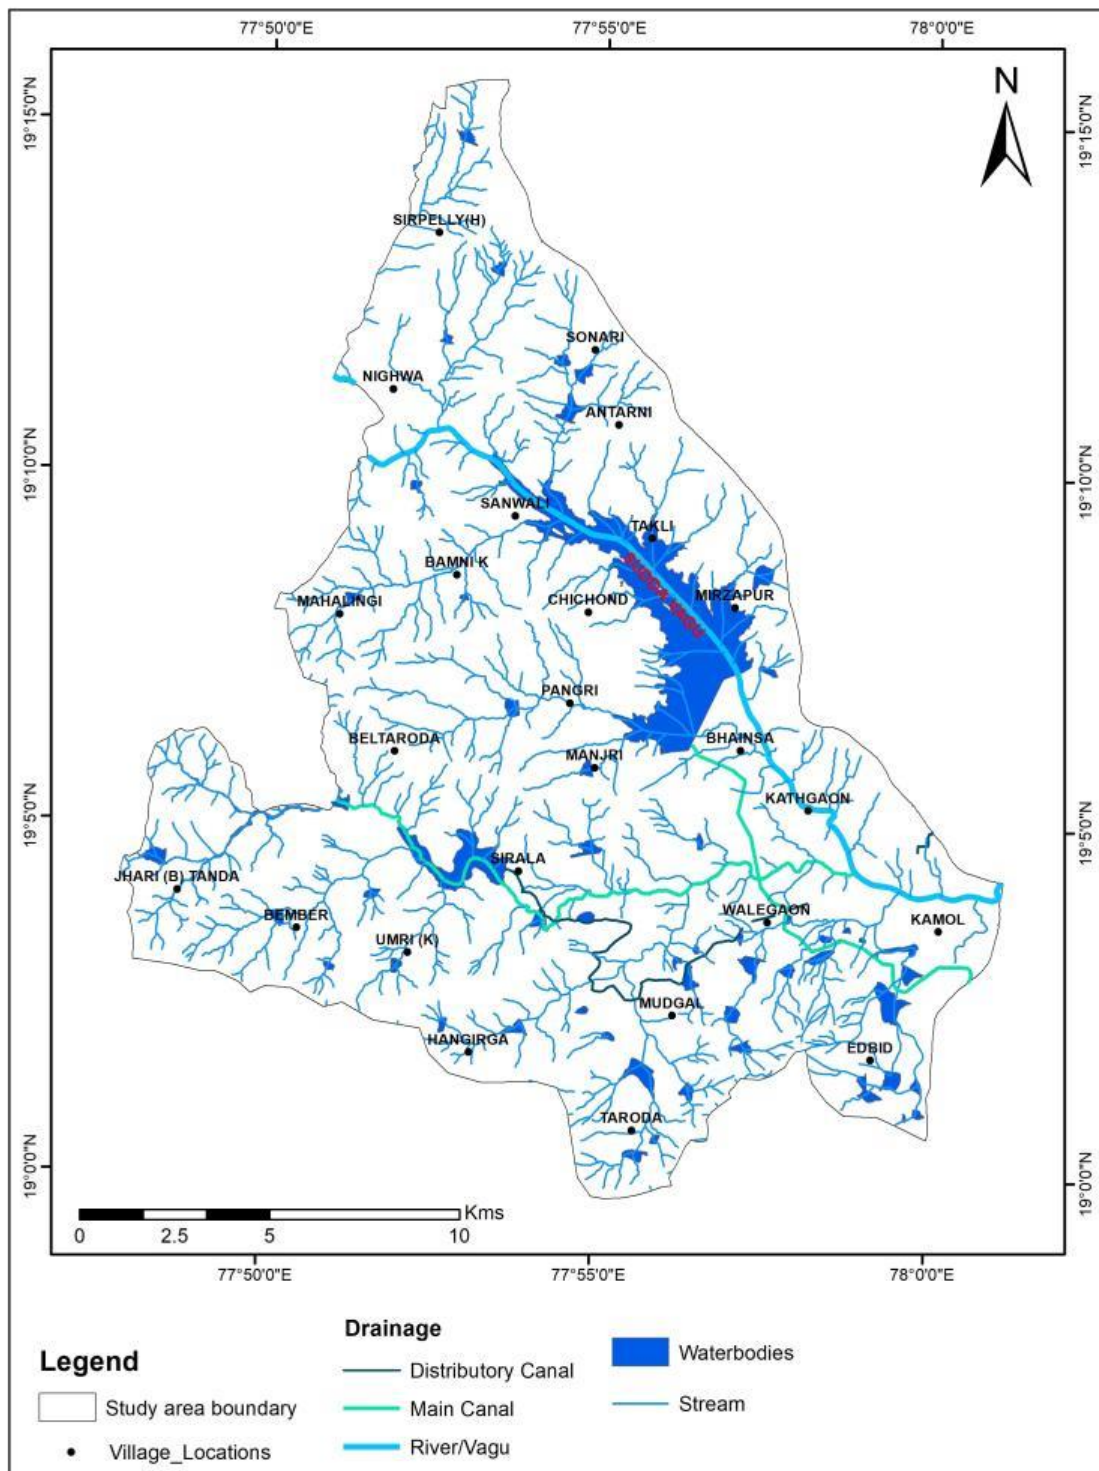 77°50'0"E
77°55'0"E
78°0'0"E
19°15'0"N
19°15'0"N
N
SIRPELLY(H)
SONARI
NIGHWA
ANTARNI
19°10'0"N
19°10'0"N
SANWALI
TAKLI
BAMNI K
SUDDA VAGU
MAHALINGI
CHICHOND
MIRZAPUR
PANGRI
BELTARODA
BHAINSA
MANJRI
KATHGAON
19°5'0"N
19°5'0"N
SIRALA
JHARI (B) TANDA
BEMBER
WALEGAON
KAMOL
UMRI (K)
MUDGAL
HANGIRGA
EDBID
TARODA
19°0'0"N
19°0'0"N
Kms
0 2.5 5 10
77°50'0"E
77°55'0"E
78°0'0"E
Legend
Study area boundary
Village_Locations
Drainage
Distributory Canal
Main Canal
River/Vagu
Waterbodies
Stream